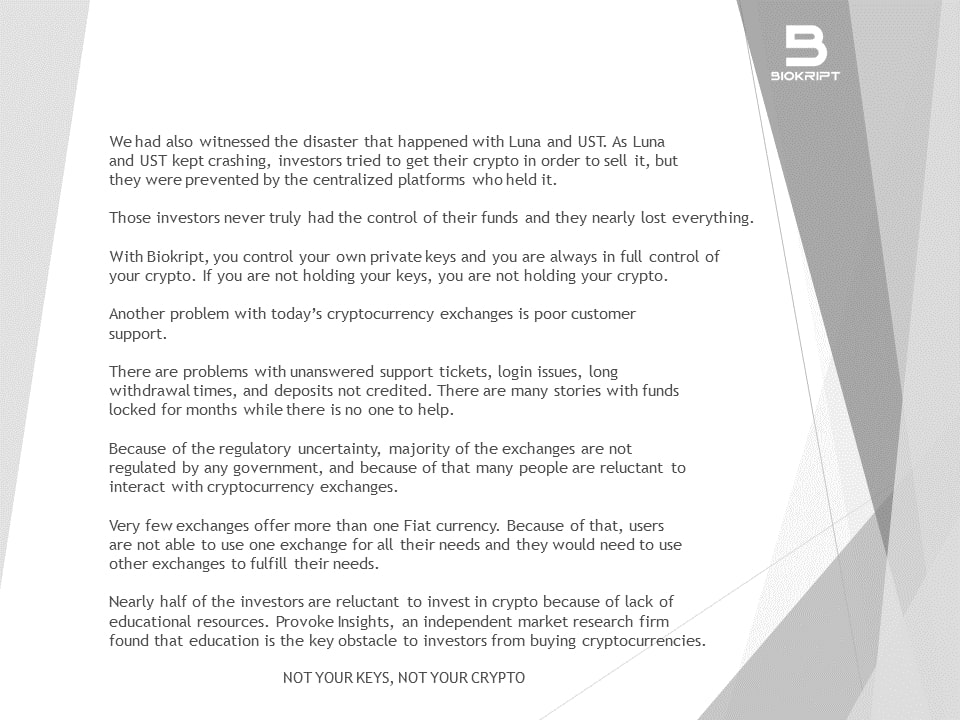 BIOKRIPT
We had also witnessed the disaster that happened with Luna and UST. As Luna
and UST kept crashing, investors tried to get their crypto in order to sell it, but
they were prevented by the centralized platforms who held it.
Those investors never truly had the control of their funds and they nearly lost everything.
With Biokript, you control your own private keys and you are always in full control of
your crypto. If you are not holding your keys, you are not holding your crypto.
Another problem with today’s cryptocurrency exchanges is poor customer
support.
There are problems with unanswered support tickets, login issues, long
withdrawal times, and deposits not credited. There are many stories with funds
locked for months while there is no one to help.
Because of the regulatory uncertainty, majority of the exchanges are not
regulated by any government, and because of that many people are reluctant to
interact with cryptocurrency exchanges.
Very few exchanges offer more than one Fiat currency. Because of that, users
are not able to use one exchange for all their needs and they would need to use
other exchanges to fulfill their needs.
Nearly half of the investors are reluctant to invest in crypto because of lack of
educational resources. Provoke Insights, an independent market research firm
found that education is the key obstacle to investors from buying cryptocurrencies.
NOT YOUR KEYS, NOT YOUR CRYPTO